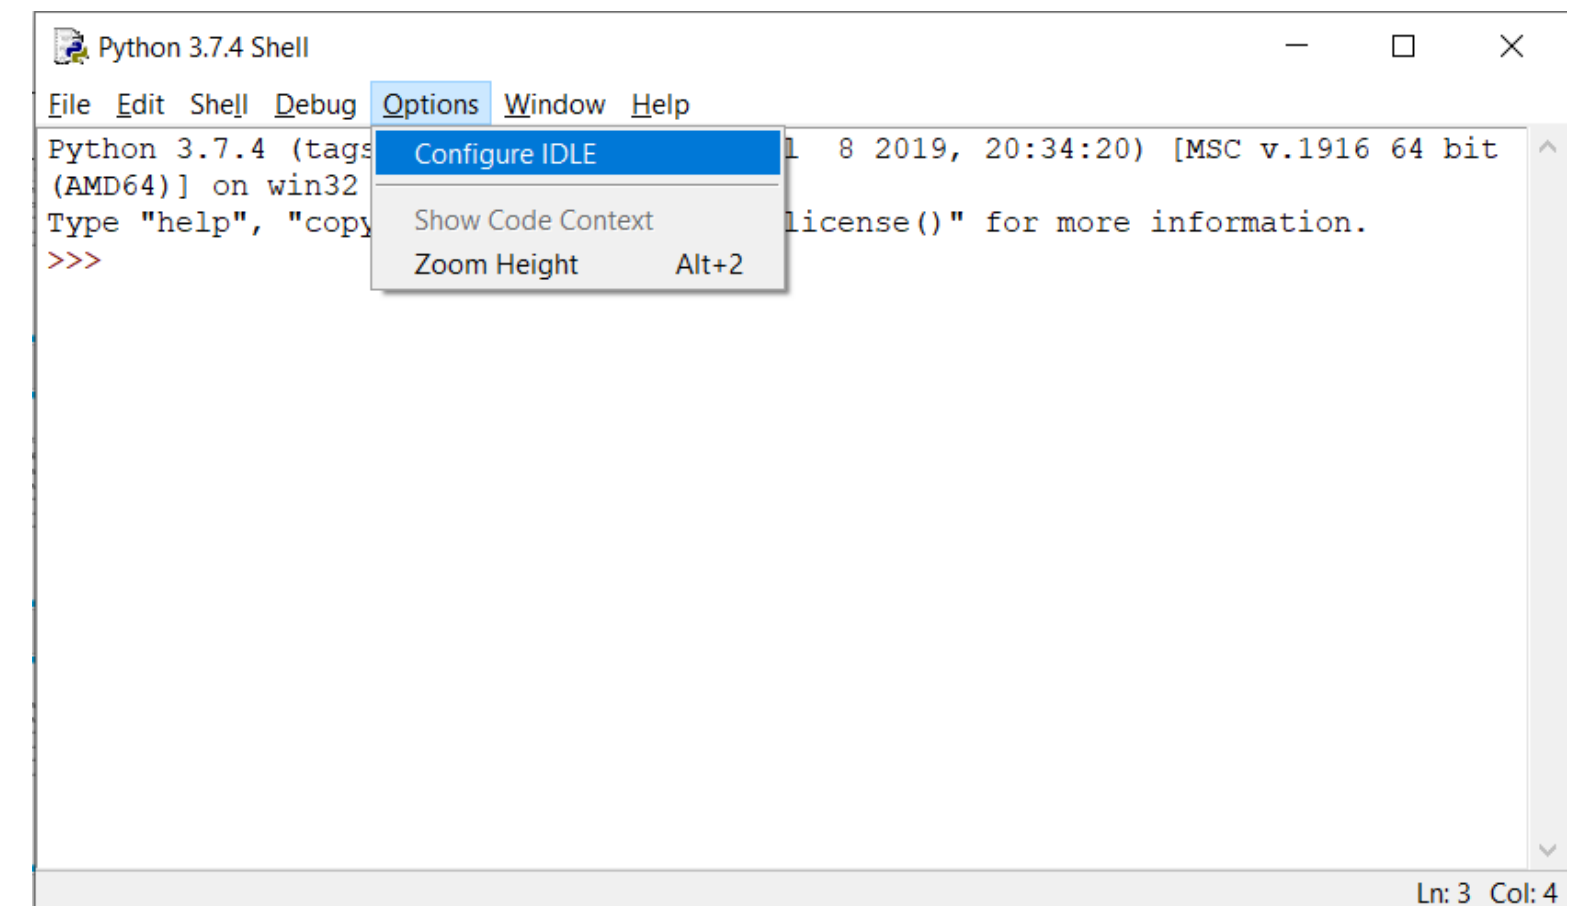 Python 3.7.4 Shell
File Edit Shell Debug Options Window Help
Python 3.7.4 (tags 8 2019, 20:34:20) [MSC v.1916 64 bit
(AMD64)] on win32
Type "help", "copy license()" for more information.
>>>
Configure IDLE
Show Code Context
Zoom Height Alt+2
Ln: 3 Col: 4